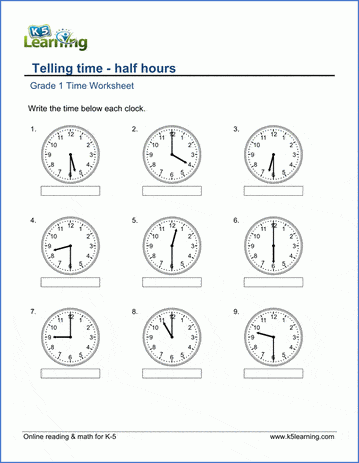 K5
Learning
Telling time - half hours
Grade 1 Time Worksheet
Write the time below each clock.
1. 2. 3.
12 1 2 3 4 5 6 7 8 9 10 11
12 1 2 3 4 5 6 7 8 9 10 11
12 1 2 3 4 5 6 7 8 9 10 11
4. 5. 6.
12 1 2 3 4 5 6 7 8 9 10 11
12 1 2 3 4 5 6 7 8 9 10 11
12 1 2 3 4 5 6 7 8 9 10 11
7. 8. 9.
12 1 2 3 4 5 6 7 8 9 10 11
12 1 2 3 4 5 6 7 8 9 10 11
12 1 2 3 4 5 6 7 8 9 10 11
Online reading & math for K-5 www.k5learning.com